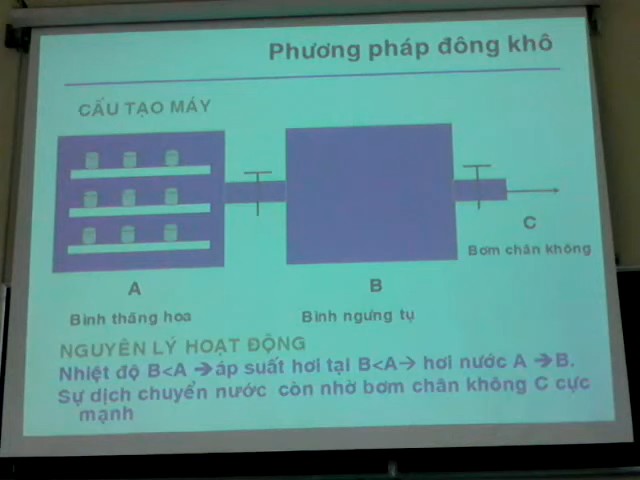 Phương pháp đông khô
CẤU TẠO MÁY
C
Bơm chân không
A
B
Bình thăng hoa
Bình ngưng tụ
NGUYÊN LÝ HOẠT ĐỘNG
Nhiệt độ B<A ➔áp suất hơi tại B<A→ hơi nước A ➔B.
Sự dịch chuyển nước còn nhờ bơm chân không C cực
mạnh